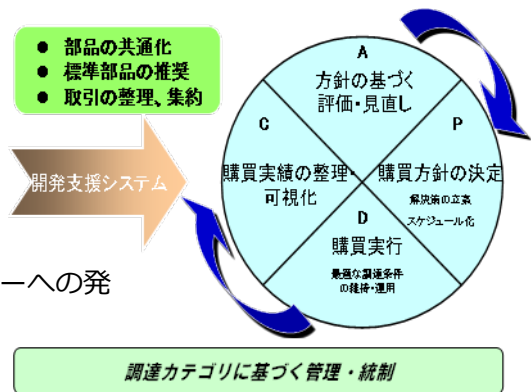 ● 部品の共通化
● 標準部品の推奨
● 取引の整理、集約
開発支援システム
A
方針の基づく
評価・見直し
C
購買実績の整理・
可視化
P
購買方針の決定
解決策の立案
スケジュール化
D
購買実行
最適な調達条件
の維持・運用
ーへの発
調達カテゴリに基づく管理・統制